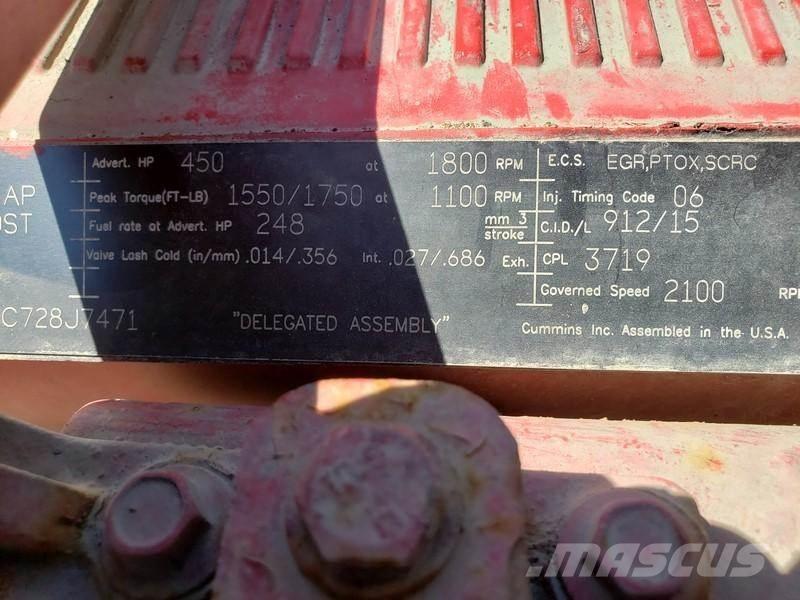 Advert. HP 450 at 1800 RPM E.C.S. EGR,PTOX,SCRC
AP Peak Torque(FT-LB) 1550/1750 at 1100 RPM Inj. Timing Code 06
OST Fuel rate at Advert. HP 248 mm 3 stroke C.I.D./L 912/15
Valve Lash Cold (in/mm) .014/.356 Int. .027/.686 Exh. CPL 3719
Governed Speed 2100 RP
C728J7471 "DELEGATED ASSEMBLY" Cummins Inc. Assembled in the U.S.A.
MASCUS